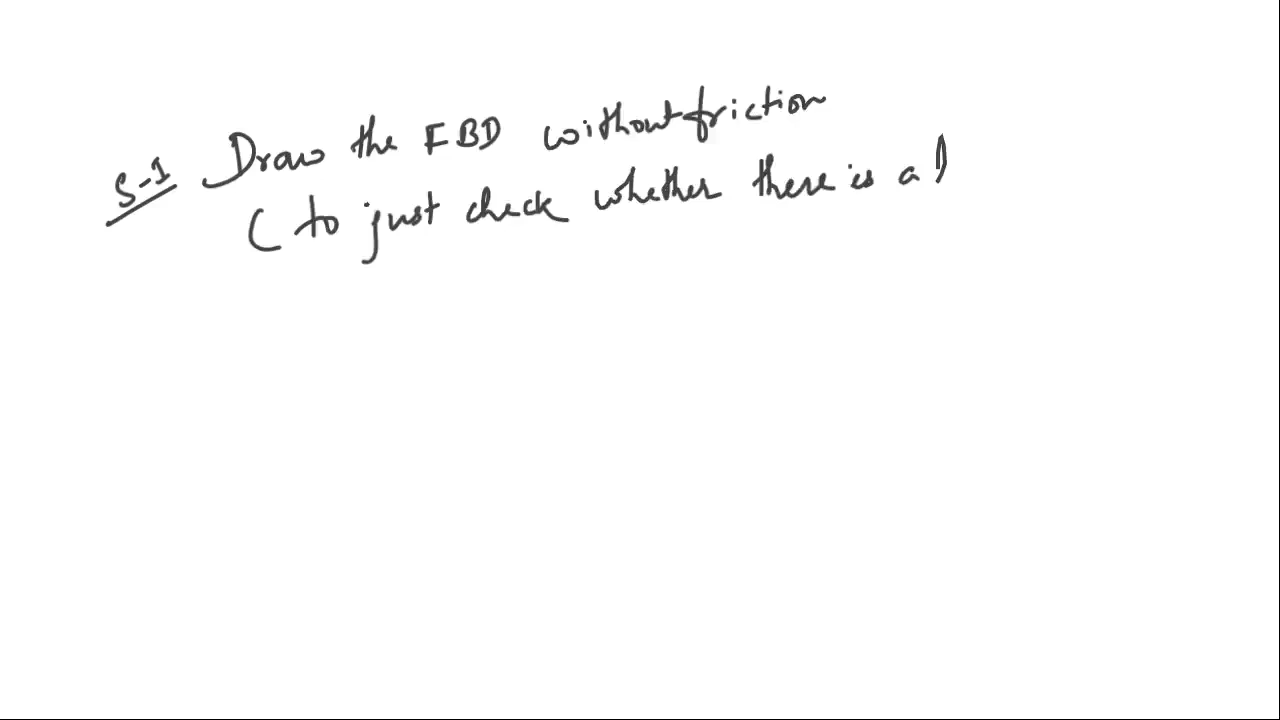 S-1 Draw the FBD without friction
( to just check whether there is a